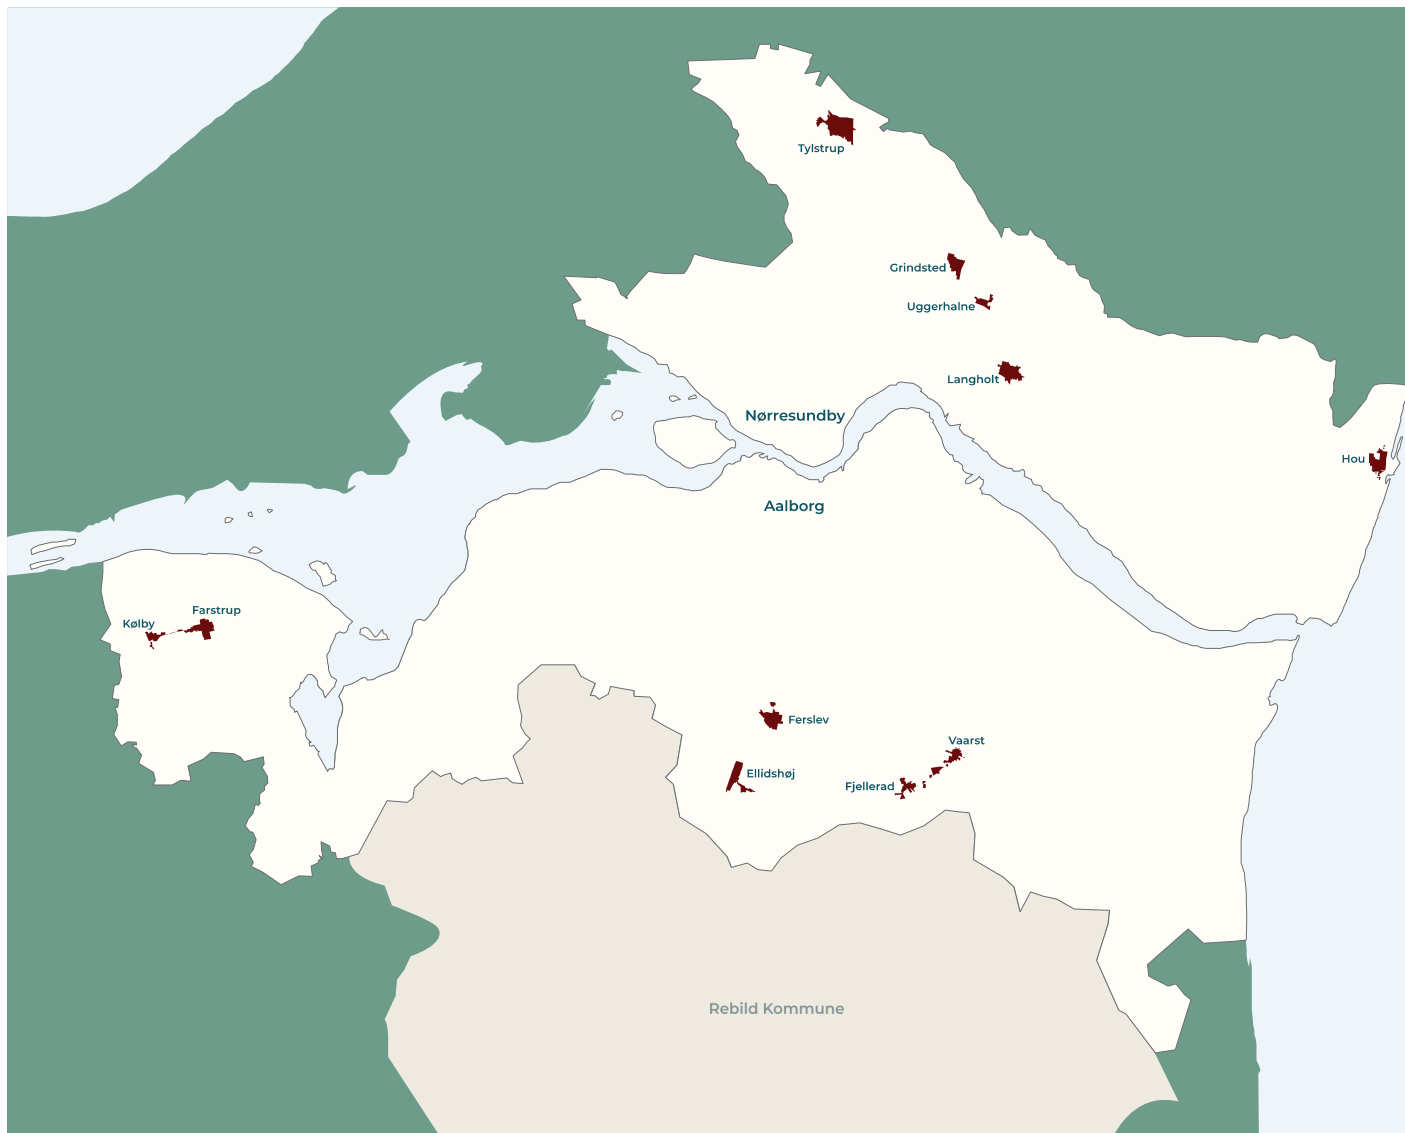 Tylstrup
Grindsted
Uggerhalne
Langholt
Nørresundby
Hou
Aalborg
Farstrup
Kølby
Ferslev
Vaarst
Ellidshøj
Fjellerad
Rebild Kommune